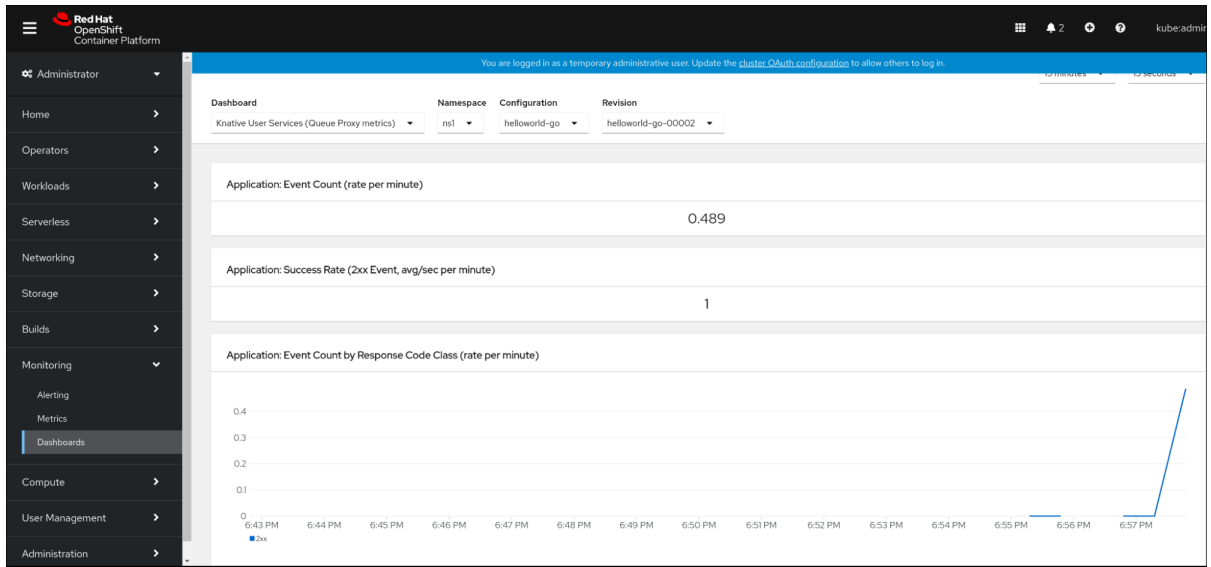 Red Hat
OpenShift
Container Platform
2
kube:admin
You are logged in as a temporary administrative user. Update the cluster OAuth configuration to allow others to log in.
Administrator
15 minutes
15 seconds
Dashboard
Namespace
Configuration
Revision
Knative User Services (Queue Proxy metrics)
ns1
helloworld-go
helloworld-go-00002
Home
Operators
Workloads
Serverless
Networking
Storage
Builds
Monitoring
Alerting
Metrics
Dashboards
Compute
User Management
Administration
Application: Event Count (rate per minute)
0.489
Application: Success Rate (2xx Event, avg/sec per minute)
1
Application: Event Count by Response Code Class (rate per minute)
0.4
0.3
0.2
0.1
0
6:43 PM 6:44 PM 6:45 PM 6:46 PM 6:47 PM 6:48 PM 6:49 PM 6:50 PM 6:51 PM 6:52 PM 6:53 PM 6:54 PM 6:55 PM 6:56 PM 6:57 PM
2xx